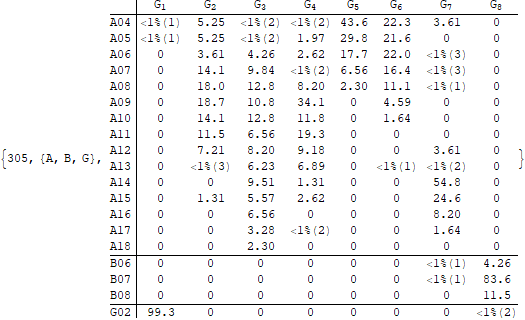 G1 G2 G3 G4 G5 G6 G7 G8
A04 <1%(1) 5.25 <1%(2) <1%(2) 43.6 22.3 3.61 0
A05 <1%(1) 5.25 <1%(2) 1.97 29.8 21.6 0 0
A06 0 3.61 4.26 2.62 17.7 22.0 <1%(3) 0
A07 0 14.1 9.84 <1%(2) 6.56 16.4 <1%(3) 0
A08 0 18.0 12.8 8.20 2.30 11.1 <1%(1) 0
A09 0 18.7 10.8 34.1 0 4.59 0 0
A10 0 14.1 12.8 11.8 0 1.64 0 0
A11 0 11.5 6.56 19.3 0 0 0 0
A12 0 7.21 8.20 9.18 0 0 3.61 0
{305, {A, B, G}, A13 0 <1%(3) 6.23 6.89 0 <1%(1) <1%(2) 0 }
A14 0 0 9.51 1.31 0 0 54.8 0
A15 0 1.31 5.57 2.62 0 0 24.6 0
A16 0 0 6.56 0 0 0 8.20 0
A17 0 0 3.28 <1%(2) 0 0 1.64 0
A18 0 0 2.30 0 0 0 0 0
B06 0 0 0 0 0 0 <1%(1) 4.26
B07 0 0 0 0 0 0 <1%(1) 83.6
B08 0 0 0 0 0 0 0 11.5
G02 99.3 0 0 0 0 0 0 <1%(2)